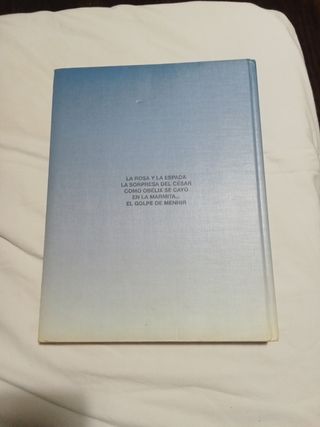 LA ROSA Y LA ESPADA
LA SORPRESA DEL CÉSAR
COMO OBÉLIX SE CAYÓ
EN LA MARMITA...
EL GOLPE DE MENHIR